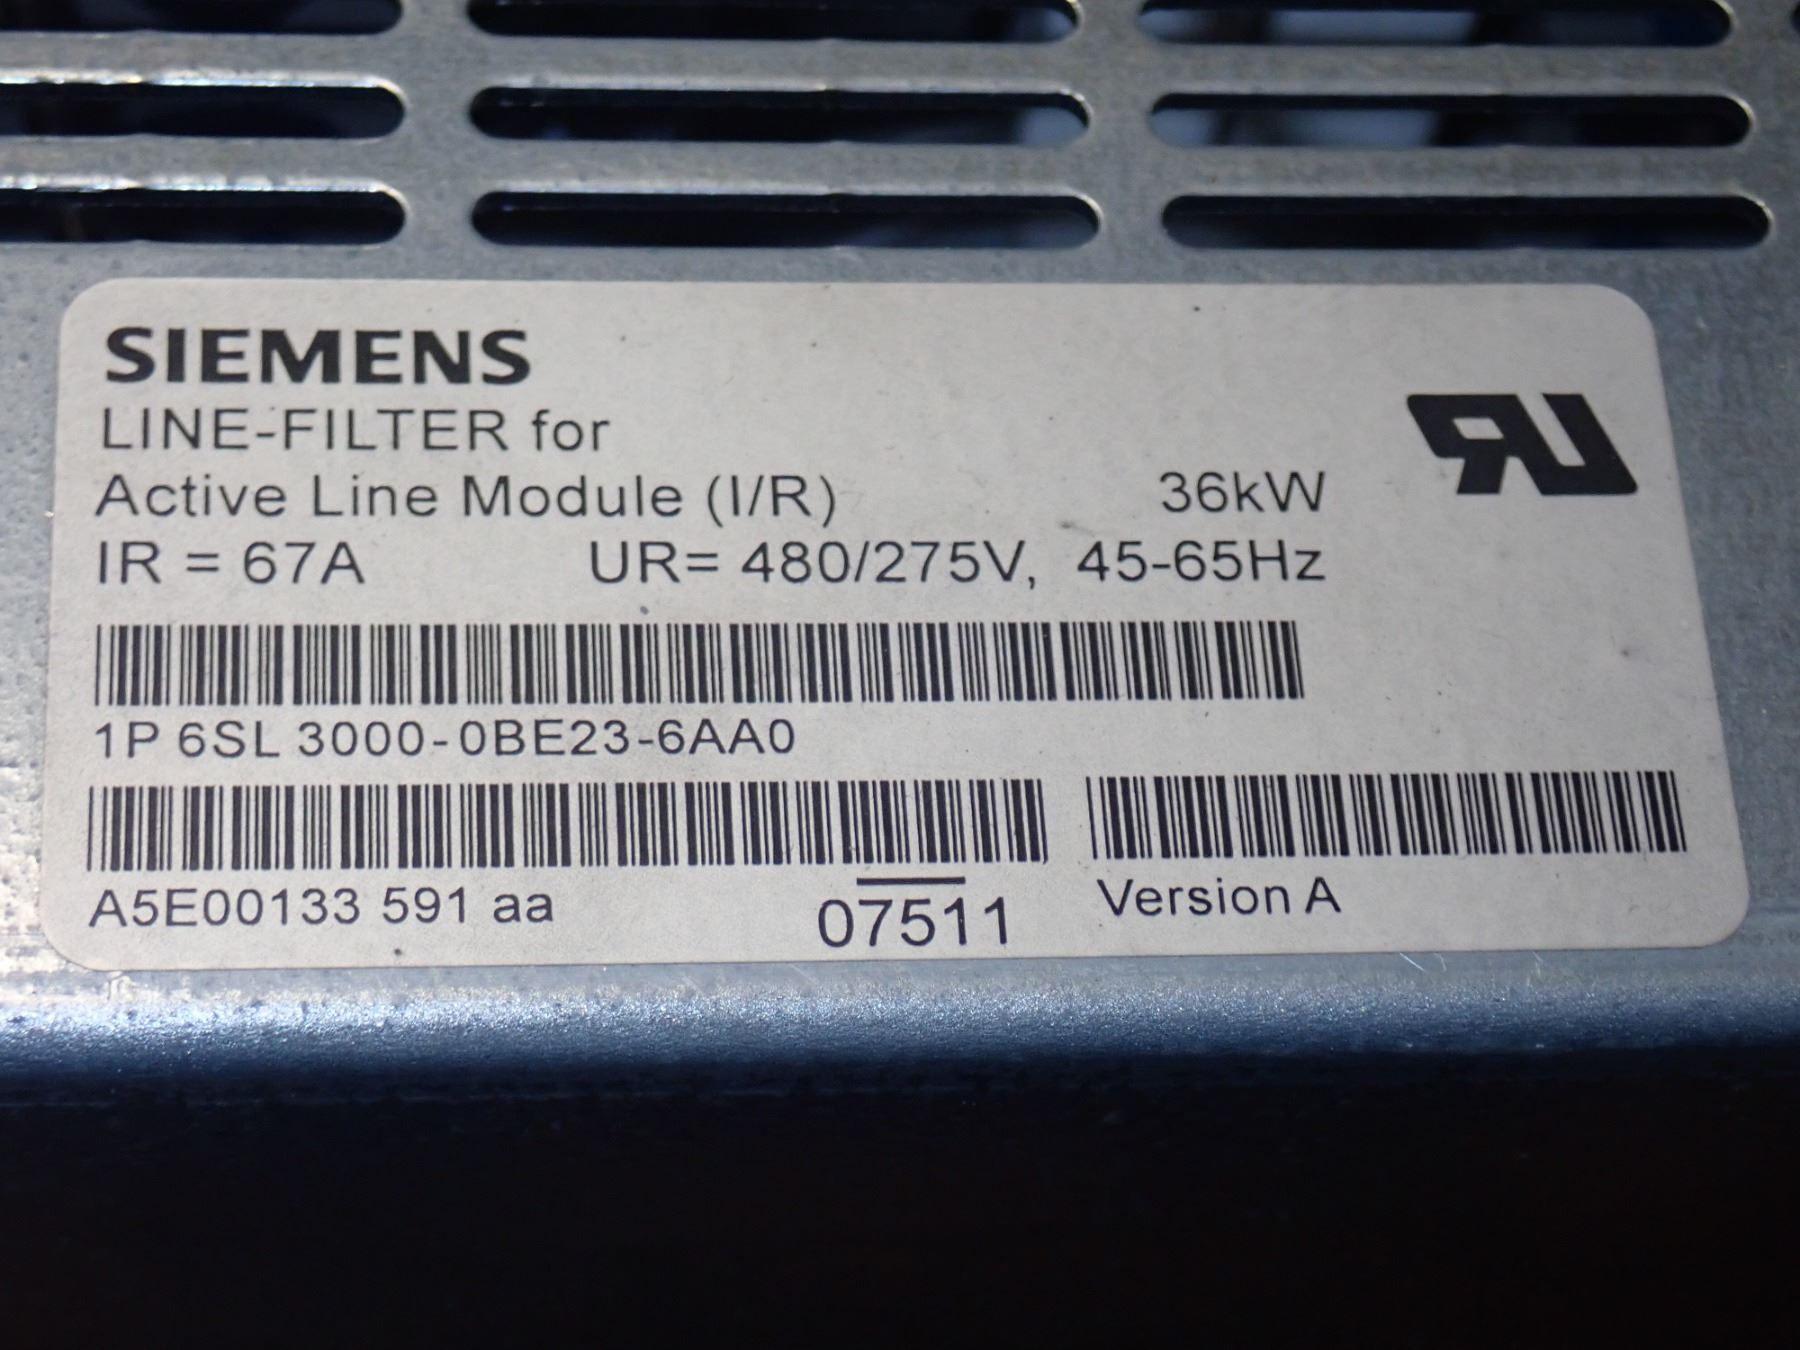 SIEMENS
LINE-FILTER for
Active Line Module (I/R) 36kW
IR = 67A UR= 480/275V, 45-65Hz
1P 6SL 3000-0BE23-6AA0
A5E00133 591 aa 07511 Version A